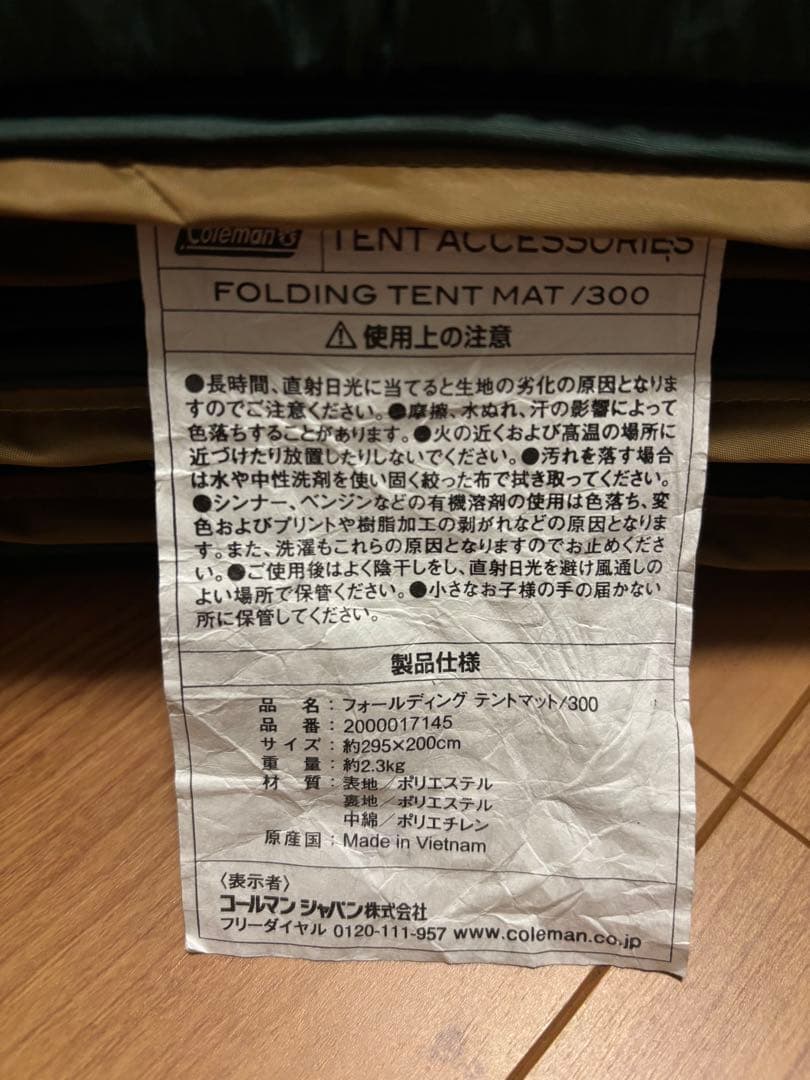 Coleman TENT ACCESSORIES
FOLDING TENT MAT /300
使用上の注意
●長時間、直射日光に当てると生地の劣化の原因となりま
すのでご注意ください。●摩擦、水ぬれ、汗の影響によって
色落ちすることがあります。●火の近くおよび高温の場所に
近づけたり放置したりしないでください。●汚れを落す場合
は水や中性洗剤を使い固く絞った布で拭き取ってください。
●シンナー、ベンジンなどの有機溶剤の使用は色落ち、変
色およびプリントや樹脂加工の剥がれなどの原因となりま
す。また、洗濯もこれらの原因となりますのでお止めくださ
い。●ご使用後はよく陰干しをし、直射日光を避け風通しの
よい場所で保管ください。●小さなお子様の手の届かない
所に保管してください。
製品仕様
品 名：フォールディング テントマット/300
品 番：2000017145
サイズ：約295×200cm
重 量：約2.3kg
材 質：表地／ポリエステル
裏地／ポリエステル
中綿／ポリエチレン
原産国：Made in Vietnam
〈表示者〉
コールマン ジャパン株式会社
フリーダイヤル 0120-111-957 www.coleman.co.jp